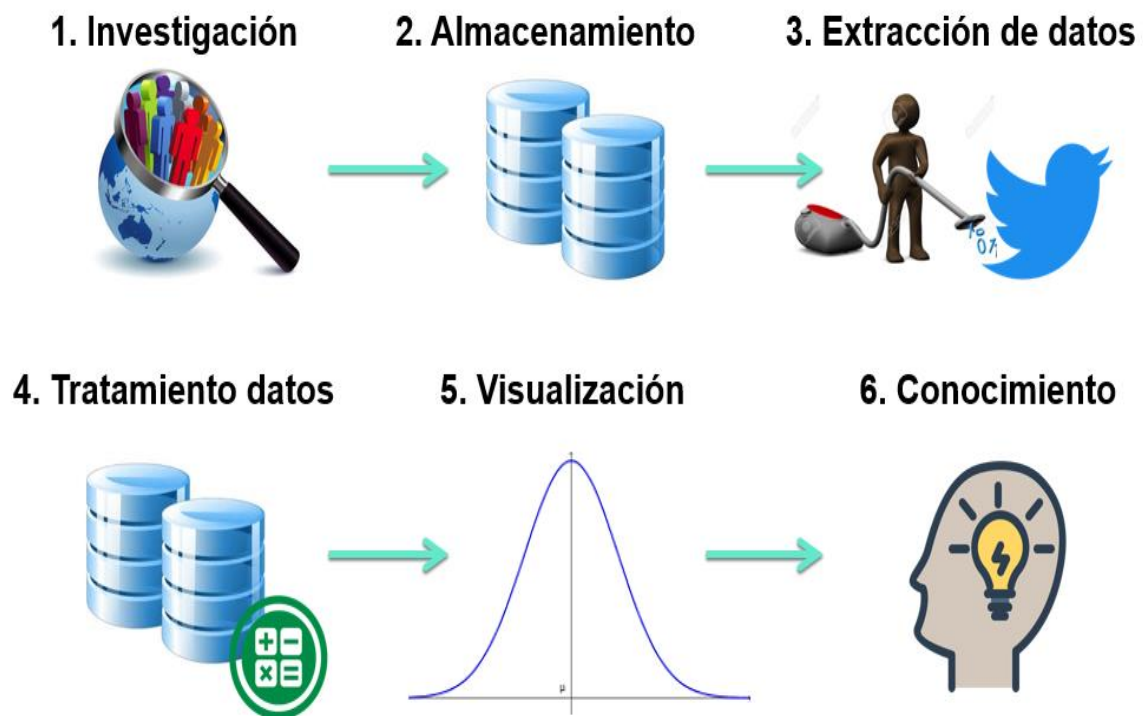 1. Investigación
2. Almacenamiento
3. Extracción de datos
4. Tratamiento datos
5. Visualización
6. Conocimiento
μ